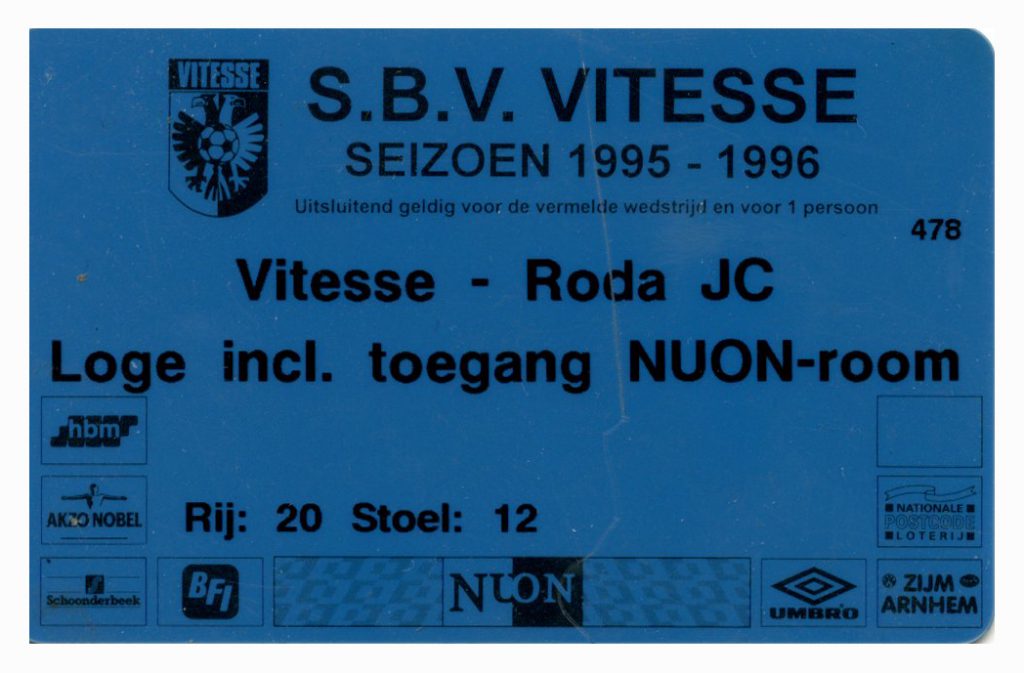 VITESSE
S.B.V. VITESSE
SEIZOEN 1995 - 1996
Uitsluitend geldig voor de vermelde wedstrijd en voor 1 persoon
478
Vitesse - Roda JC
Loge incl. toegang NUON-room
hbm
AKZO NOBEL
Rij: 20 Stoel: 12
NATIONALE
POSTCODE
LOTERIJ
Schoonderbeek
BFI
NUON
UMBRO
ZIJM
ARNHEM